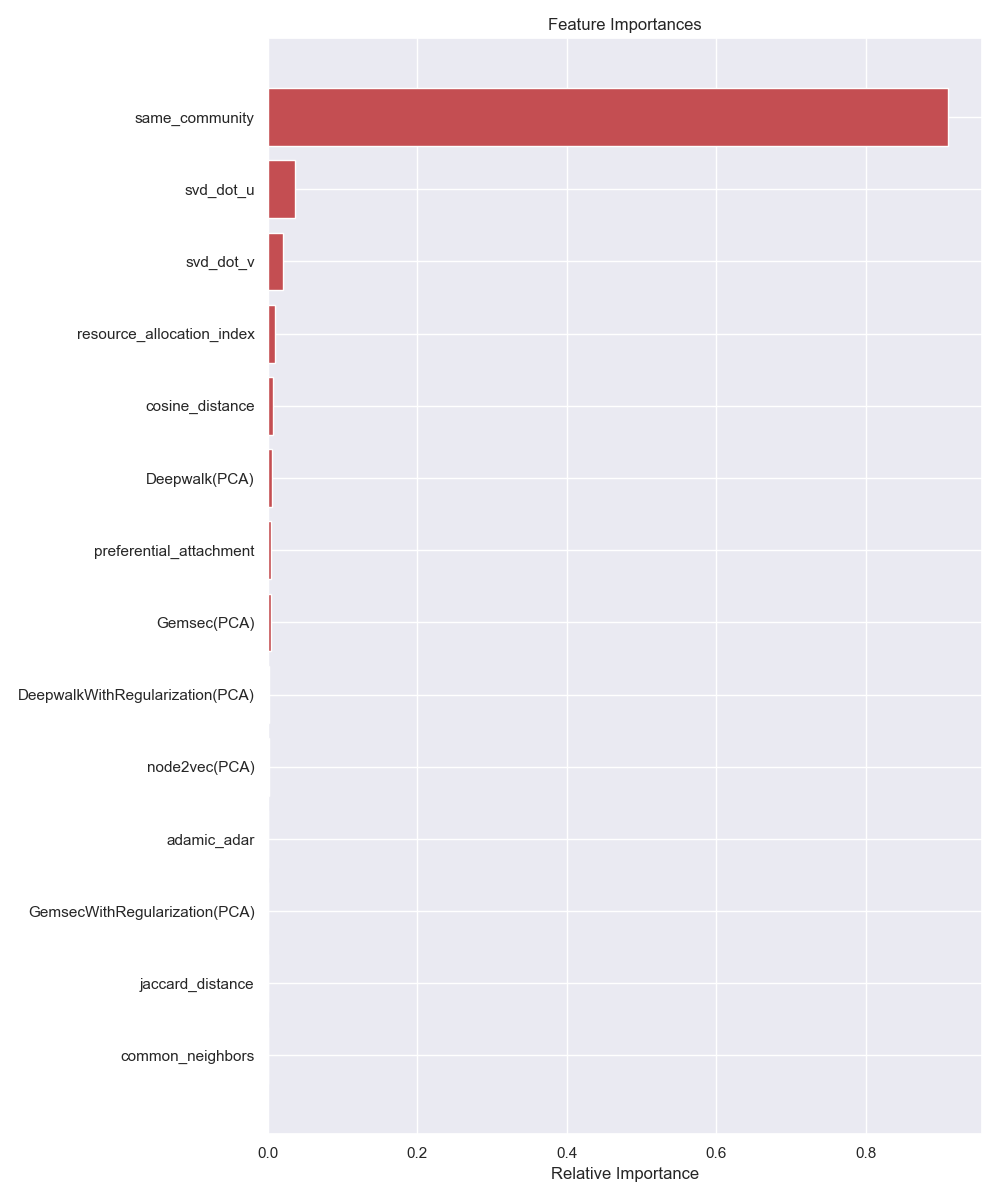 Feature Importances
same_community
svd_dot_u
svd_dot_v
resource_allocation_index
cosine_distance
Deepwalk(PCA)
preferential_attachment
Gemsec(PCA)
DeepwalkWithRegularization(PCA)
node2vec(PCA)
adamic_adar
GemsecWithRegularization(PCA)
jaccard_distance
common_neighbors
0.0 0.2 0.4 0.6 0.8
Relative Importance